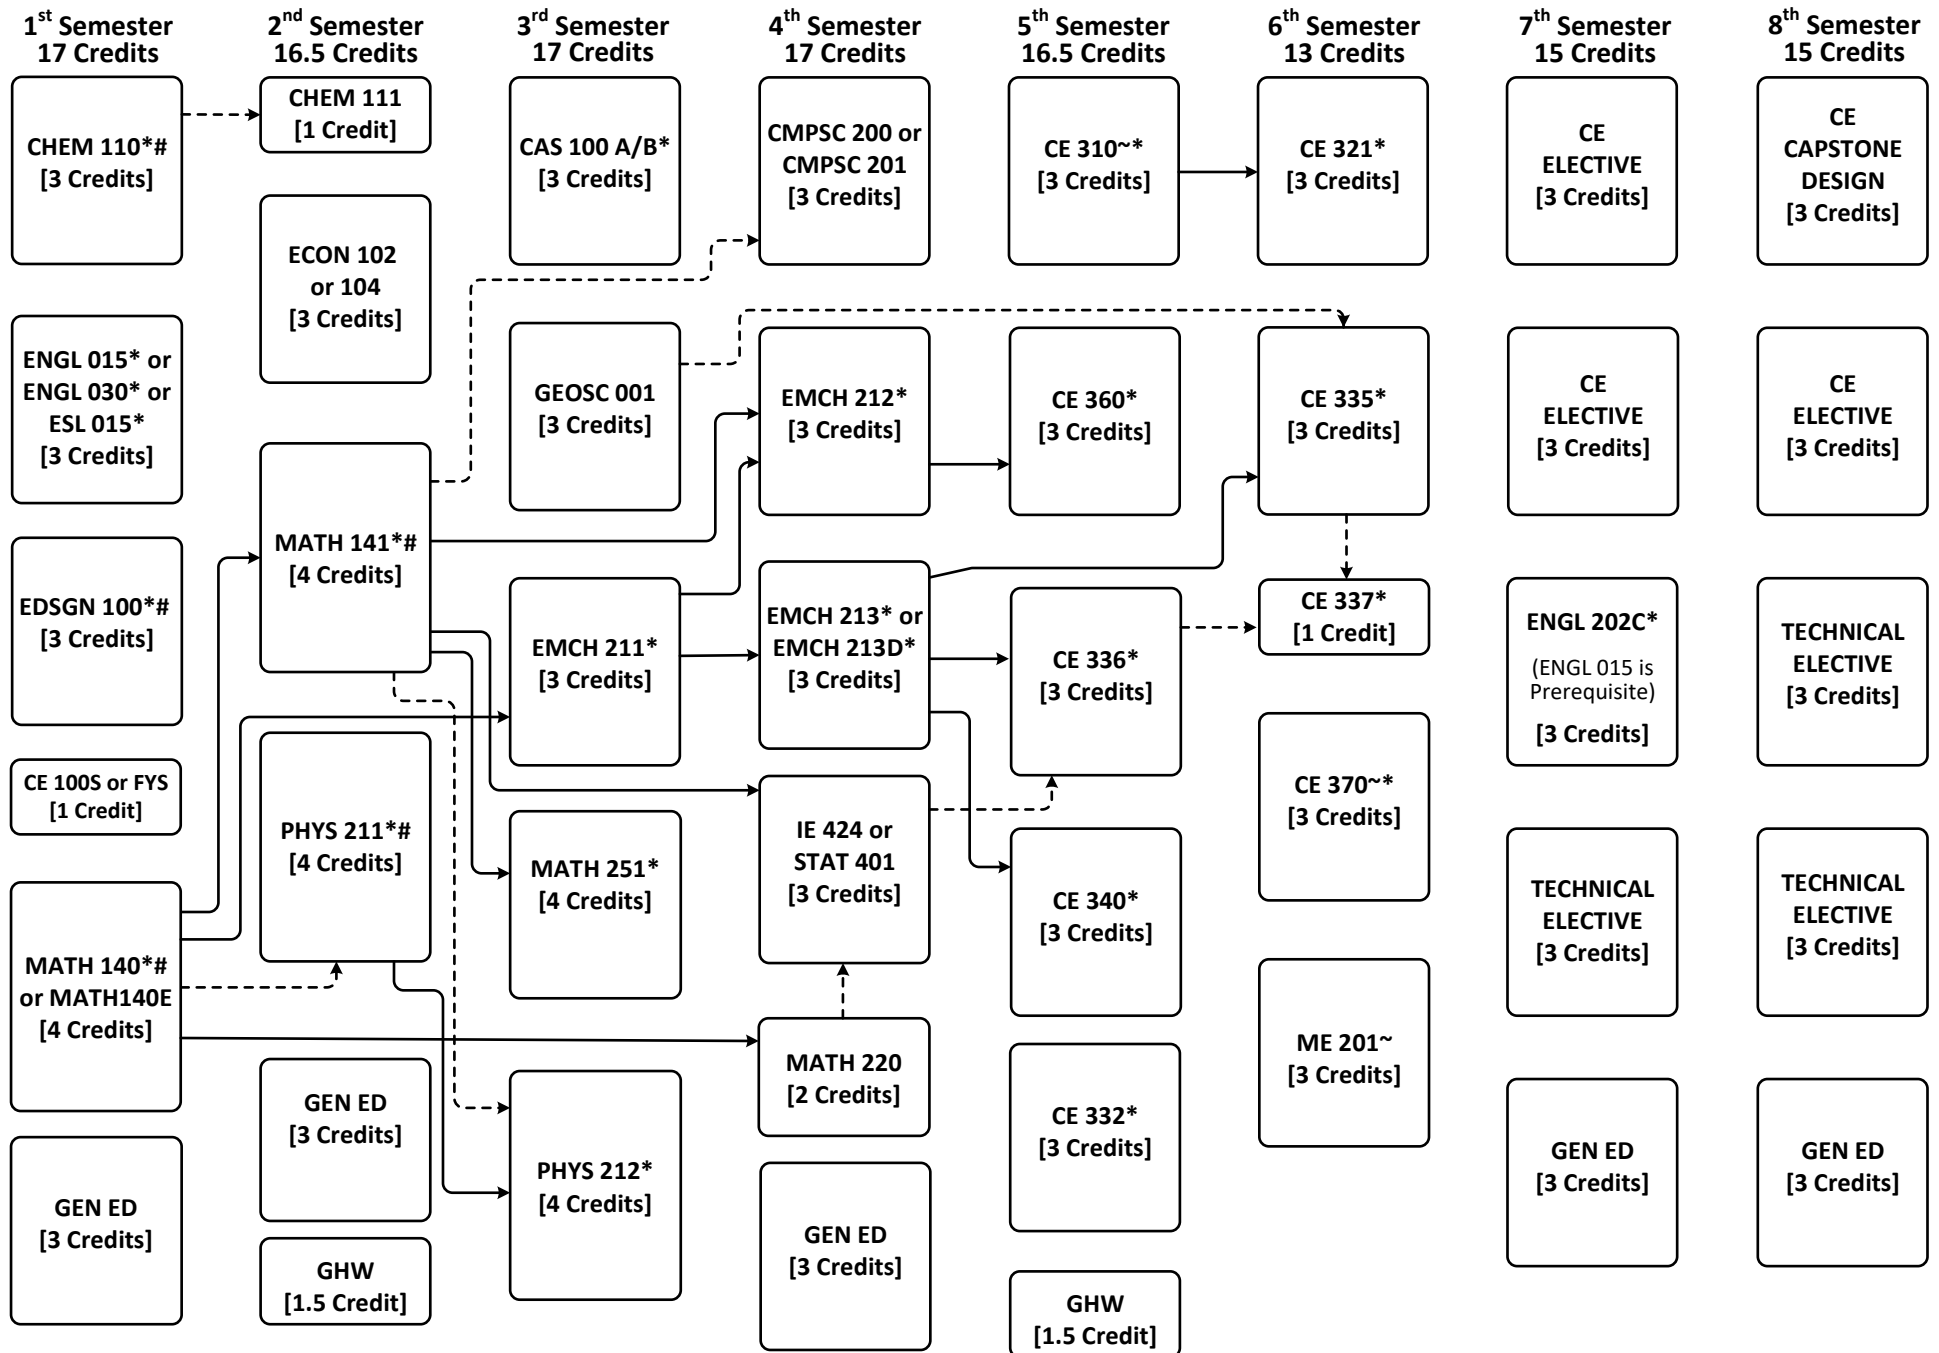 1st Semester
17 Credits
CHEM 110*#
[3 Credits]
ENGL 015* or
ENGL 030* or
ESL 015*
[3 Credits]
EDSGN 100*#
[3 Credits]
CE 100S or FYS
[1 Credit]
MATH 140*#
or MATH140E
[4 Credits]
GEN ED
[3 Credits]
2nd Semester
16.5 Credits
CHEM 111
[1 Credit]
ECON 102
or 104
[3 Credits]
MATH 141*#
[4 Credits]
PHYS 211*#
[4 Credits]
GEN ED
[3 Credits]
GHW
[1.5 Credit]
3rd Semester
17 Credits
CAS 100 A/B*
[3 Credits]
GEOSC 001
[3 Credits]
EMCH 211*
[3 Credits]
MATH 251*
[4 Credits]
PHYS 212*
[4 Credits]
4th Semester
17 Credits
CMPSC 200 or
CMPSC 201
[3 Credits]
EMCH 212*
[3 Credits]
EMCH 213* or
EMCH 213D*
[3 Credits]
IE 424 or
STAT 401
[3 Credits]
MATH 220
[2 Credits]
GEN ED
[3 Credits]
5th Semester
16.5 Credits
CE 310~*
[3 Credits]
CE 360*
[3 Credits]
CE 336*
[3 Credits]
CE 340*
[3 Credits]
CE 332*
[3 Credits]
GHW
[1.5 Credit]
6th Semester
13 Credits
CE 321*
[3 Credits]
CE 335*
[3 Credits]
CE 337*
[1 Credit]
CE 370~*
[3 Credits]
ME 201~
[3 Credits]
7th Semester
15 Credits
CE
ELECTIVE
[3 Credits]
CE
ELECTIVE
[3 Credits]
ENGL 202C*
(ENGL 015 is
Prerequisite)
[3 Credits]
TECHNICAL
ELECTIVE
[3 Credits]
GEN ED
[3 Credits]
8th Semester
15 Credits
CE
CAPSTONE
DESIGN
[3 Credits]
CE
ELECTIVE
[3 Credits]
TECHNICAL
ELECTIVE
[3 Credits]
TECHNICAL
ELECTIVE
[3 Credits]
GEN ED
[3 Credits]